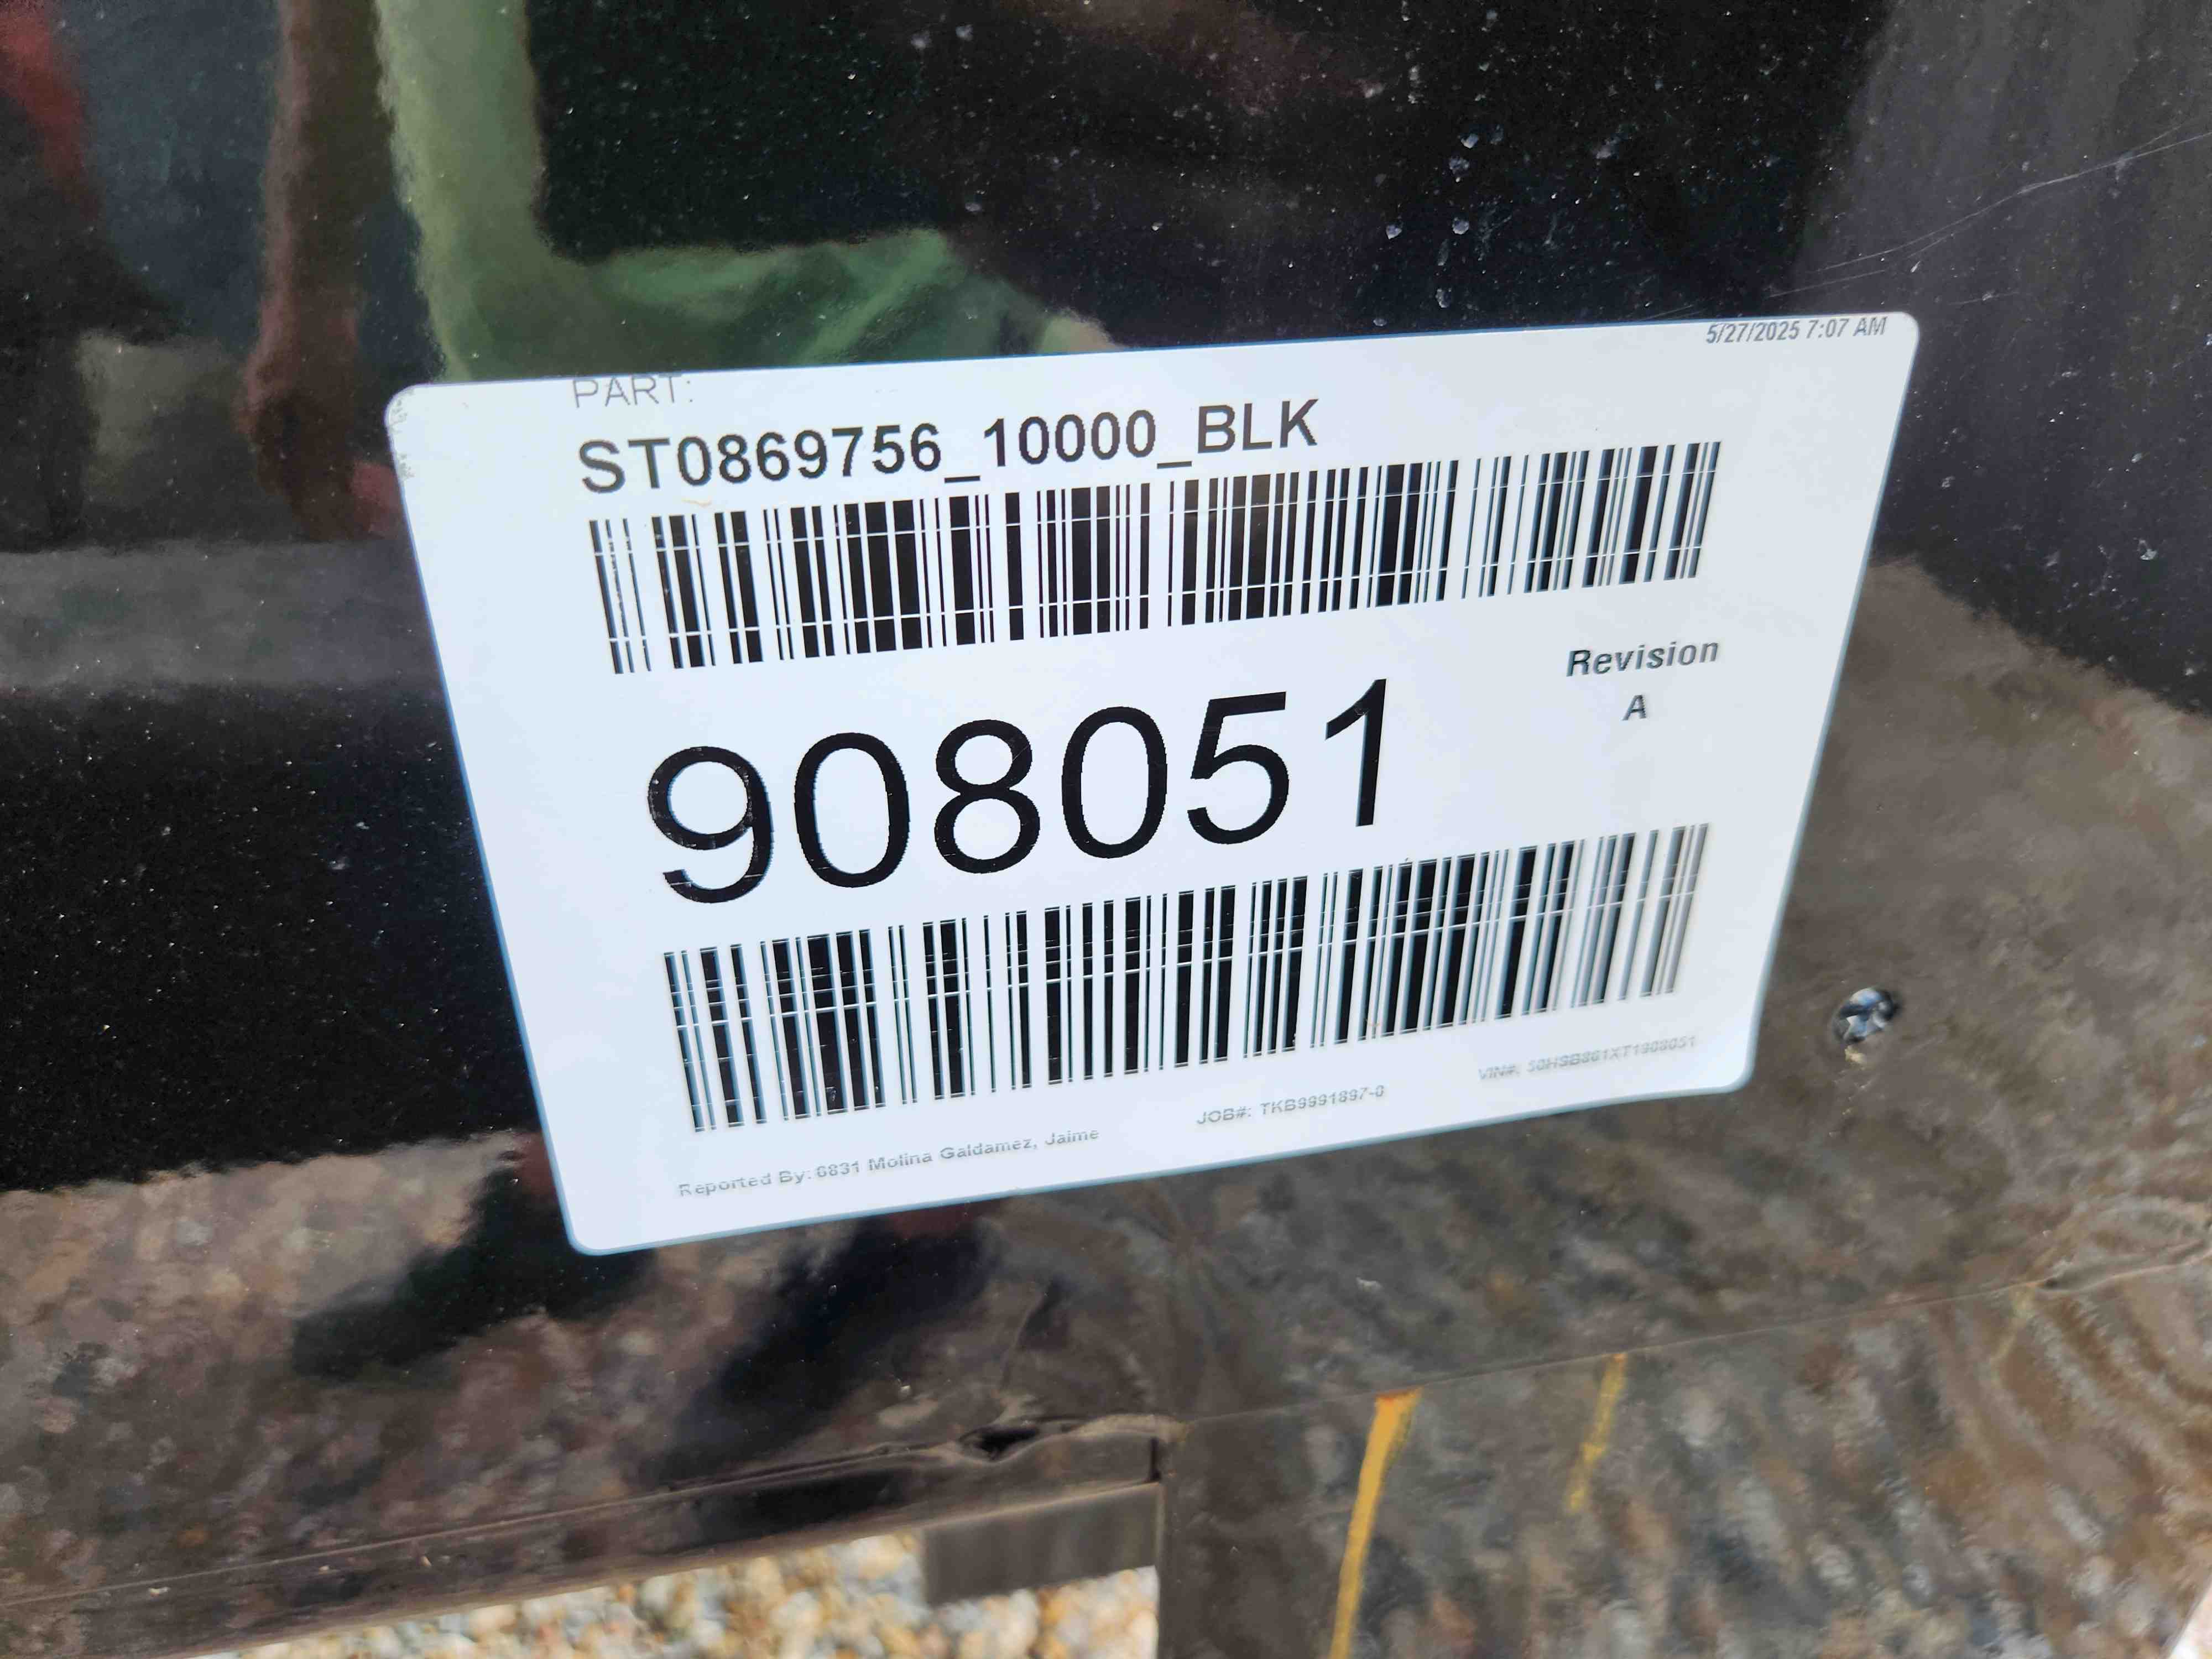 5/27/2025 7:07 AM
PART:
ST0869756_10000_BLK
Revision
A
908051
Reported By: 6831 Molina Galdamez, Jaime
JOB#: TKB9991897-0
VIN#: